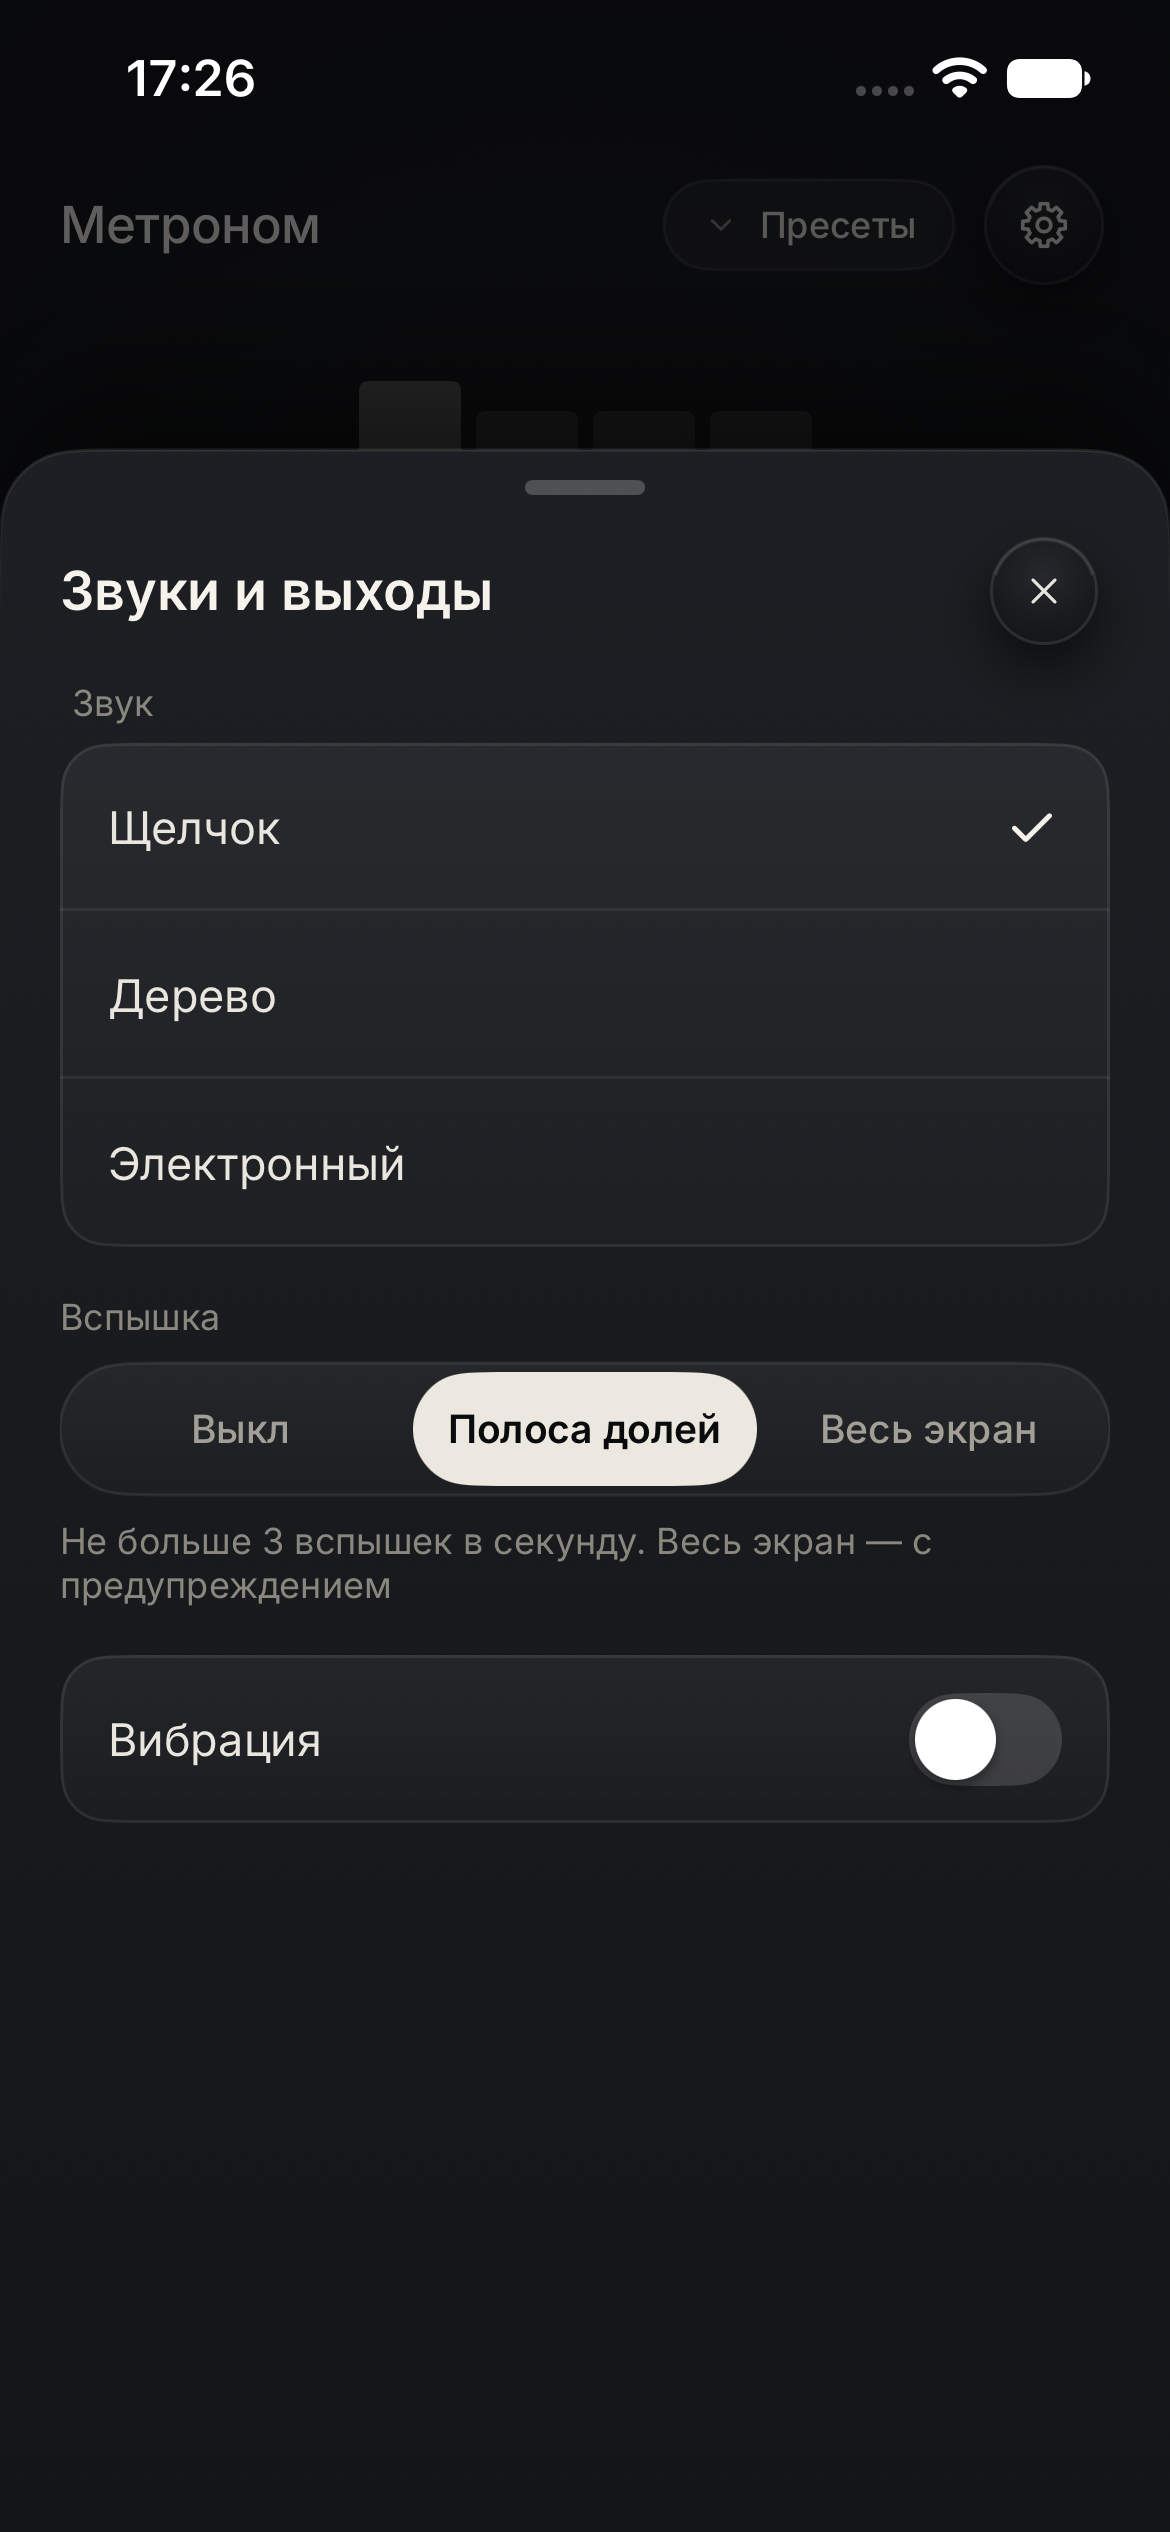 17:26
Метроном
Пресеты
Звуки и выходы
Звук
Щелчок
Дерево
Электронный
Вспышка
Выкл
Полоса долей
Весь экран
Не больше 3 вспышек в секунду. Весь экран — с
предупреждением
Вибрация